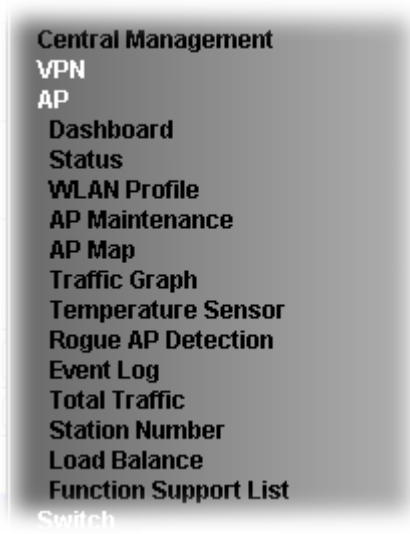 Central Management
VPN
AP
Dashboard
Status
WLAN Profile
AP Maintenance
AP Map
Traffic Graph
Temperature Sensor
Rogue AP Detection
Event Log
Total Traffic
Station Number
Load Balance
Function Support List
Switch